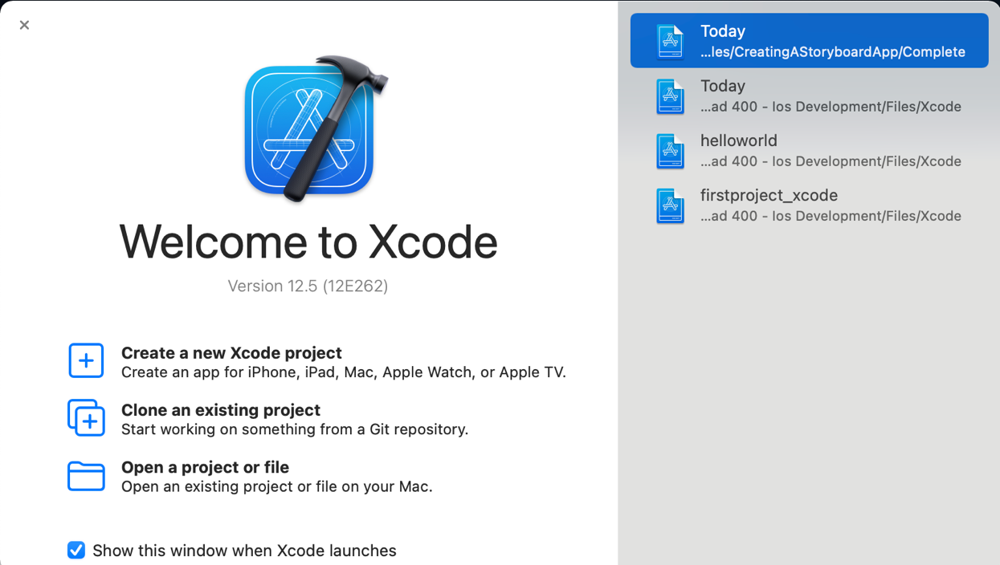 Welcome to Xcode
Version 12.5 (12E262)
Create a new Xcode project
Create an app for iPhone, iPad, Mac, Apple Watch, or Apple TV.
Clone an existing project
Start working on something from a Git repository.
Open a project or file
Open an existing project or file on your Mac.
Show this window when Xcode launches
Today
...les/CreatingAStoryboardApp/Complete
Today
...ad 400 - Ios Development/Files/Xcode
helloworld
...ad 400 - Ios Development/Files/Xcode
firstproject_xcode
...ad 400 - Ios Development/Files/Xcode